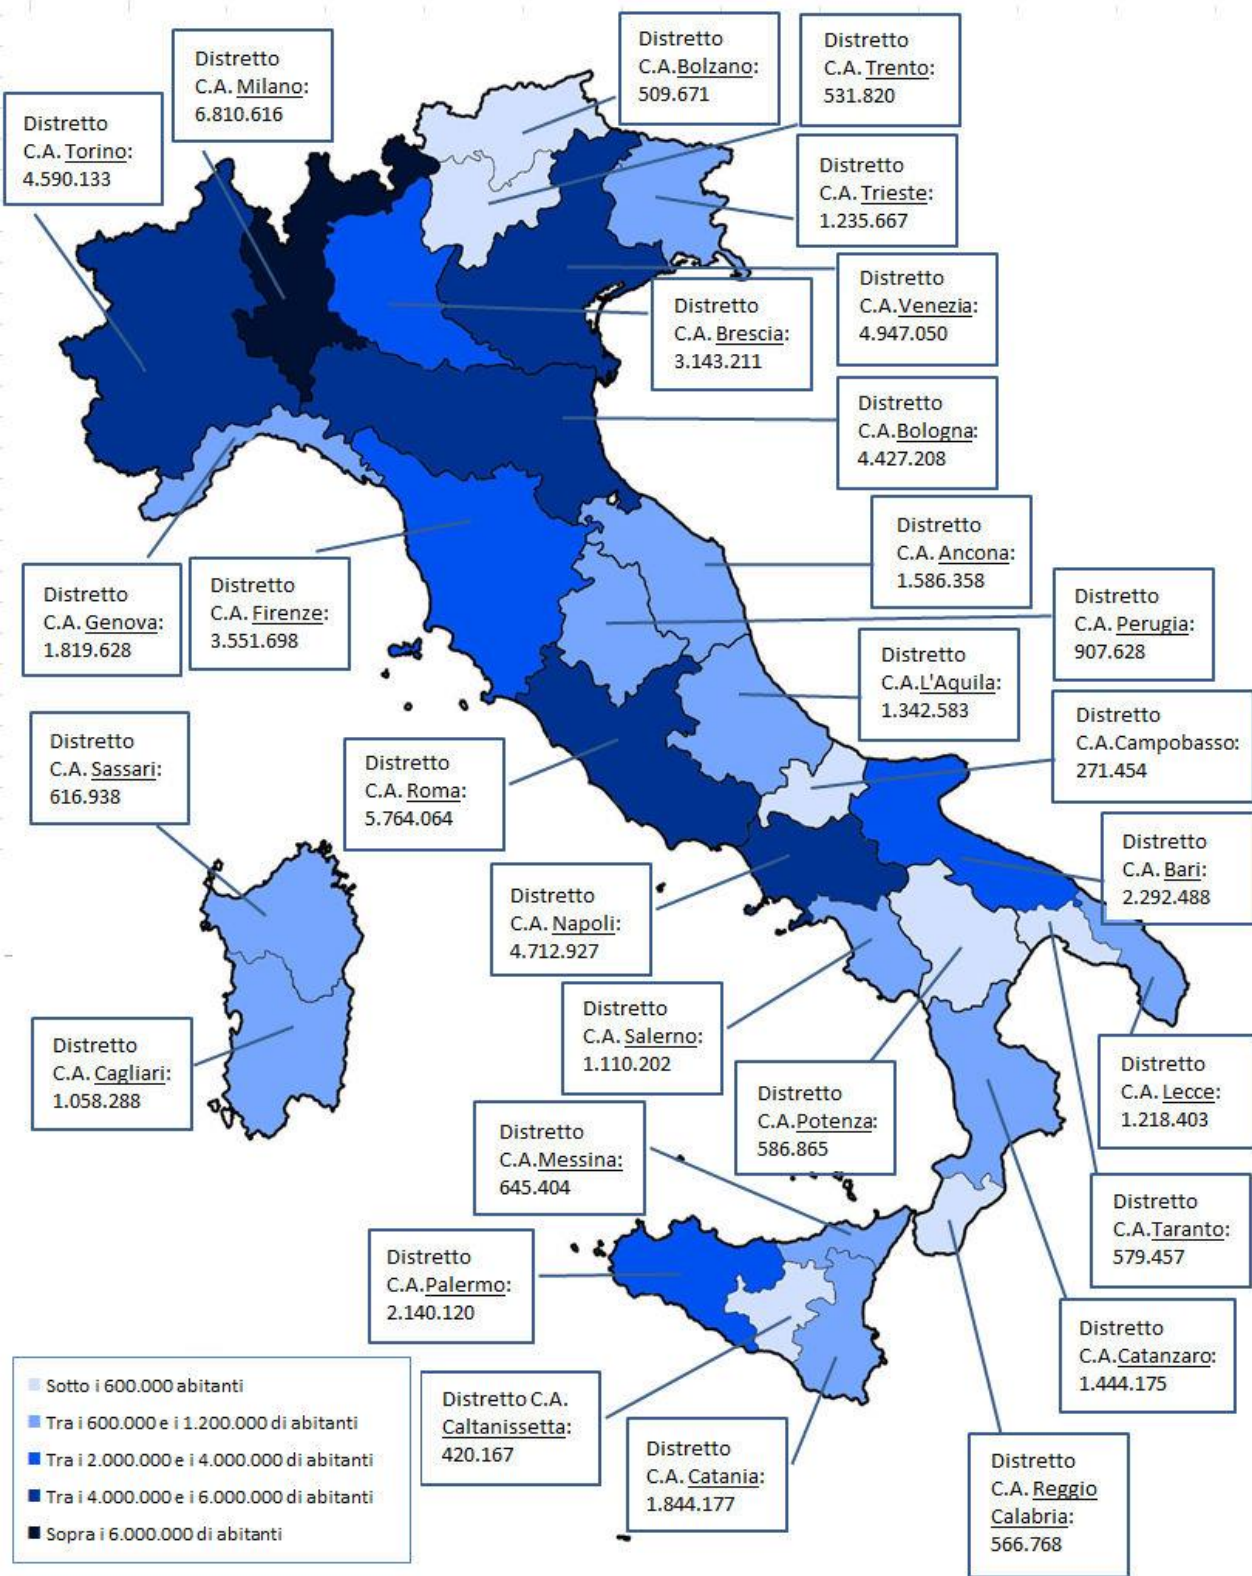 Distretto
C.A. Milano:
6.810.616
Distretto
C.A.Bolzano:
509.671
Distretto
C.A. Trento:
531.820
Distretto
C.A. Torino:
4.590.133
Distretto
C.A. Trieste:
1.235.667
Distretto
C.A.Venezia:
4.947.050
Distretto
C.A. Brescia:
3.143.211
Distretto
C.A.Bologna:
4.427.208
Distretto
C.A. Ancona:
1.586.358
Distretto
C.A. Genova:
1.819.628
Distretto
C.A. Firenze:
3.551.698
Distretto
C.A. Perugia:
907.628
Distretto
C.A.L'Aquila:
1.342.583
Distretto
C.A.Campobasso:
271.454
Distretto
C.A. Sassari:
616.938
Distretto
C.A. Roma:
5.764.064
Distretto
C.A. Bari:
2.292.488
Distretto
C.A. Napoli:
4.712.927
Distretto
C.A. Salerno:
1.110.202
Distretto
C.A. Cagliari:
1.058.288
Distretto
C.A.Potenza:
586.865
Distretto
C.A. Lecce:
1.218.403
Distretto
C.A.Messina:
645.404
Distretto
C.A.Taranto:
579.457
Distretto
C.A.Palermo:
2.140.120
Distretto
C.A.Catanzaro:
1.444.175
Distretto C.A.
Caltanissetta:
420.167
Distretto
C.A. Catania:
1.844.177
Distretto
C.A. Reggio
Calabria:
566.768
Sotto i 600.000 abitanti
Tra i 600.000 e i 1.200.000 di abitanti
Tra i 2.000.000 e i 4.000.000 di abitanti
Tra i 4.000.000 e i 6.000.000 di abitanti
Sopra i 6.000.000 di abitanti